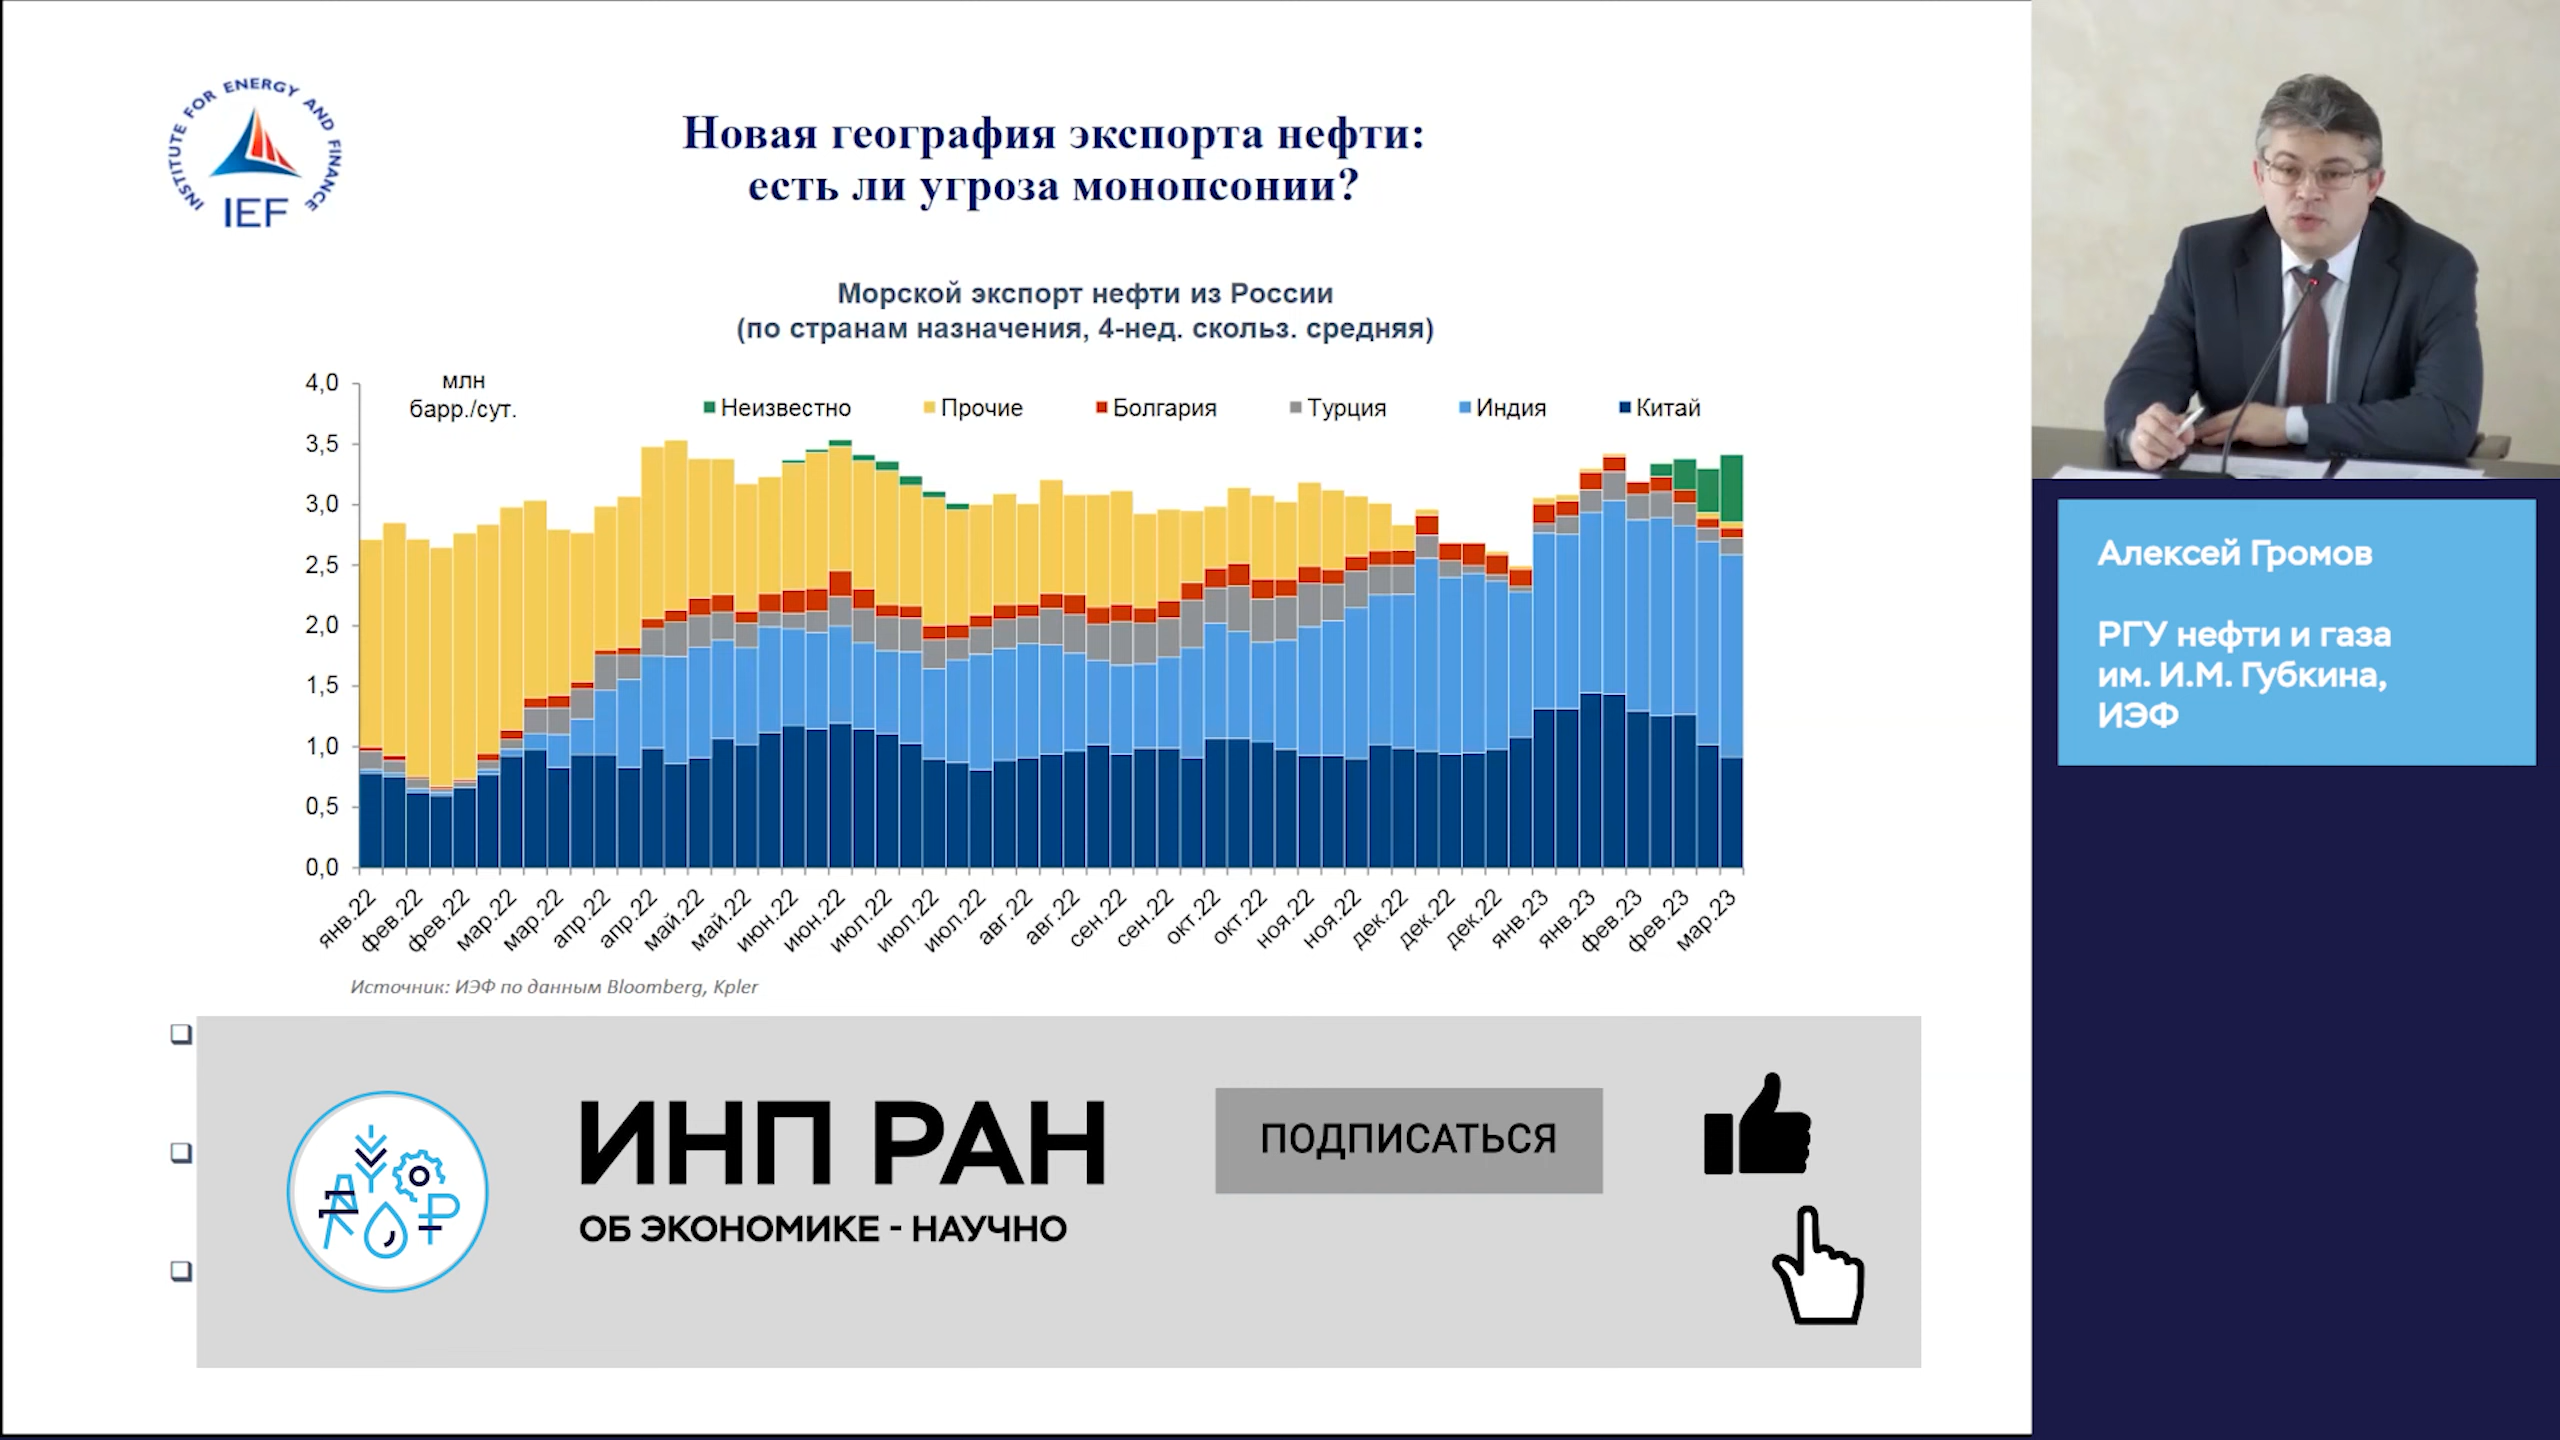 INSTITUTE FOR ENERGY AND FINANCE
IEF
Новая география экспорта нефти:
есть ли угроза монопсонии?
Морской экспорт нефти из России
(по странам назначения, 4-нед. скольз. средняя)
млн
барр./сут.
Неизвестно Прочие Болгария Турция Индия Китай
4,0
3,5
3,0
2,5
2,0
1,5
1,0
0,5
0,0
янв.22 фев.22 фев.22 мар.22 мар.22 апр.22 апр.22 май.22 май.22 июн.22 июн.22 июл.22 июл.22 июл.22 авг.22 авг.22 сен.22 сен.22 окт.22 окт.22 ноя.22 ноя.22 дек.22 дек.22 дек.22 янв.23 янв.23 фев.23 фев.23 мар.23
Источник: ИЭФ по данным Bloomberg, Kpler
ИНП РАН
ОБ ЭКОНОМИКЕ - НАУЧНО
ПОДПИСАТЬСЯ
Алексей Громов
РГУ нефти и газа
им. И.М. Губкина,
ИЭФ